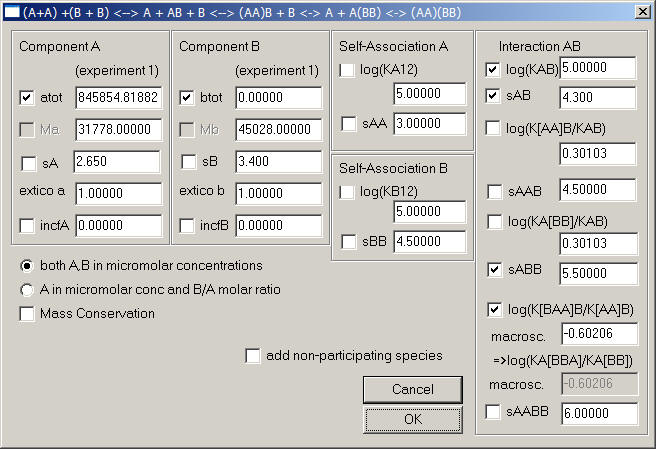 (A+A) +(B + B) <--> A + AB + B <--> (AA)B + B <-> A + A(BB) <-> (AA)(BB)
Component A
(experiment 1)
atot 845854.81882
Ma 31778.00000
sA 2.650
extico a 1.00000
incfA 0.00000
Component B
(experiment 1)
btot 0.00000
Mb 45028.00000
sB 3.400
extico b 1.00000
incfB 0.00000
Self-Association A
log(KA12)
5.00000
sAA 3.00000
Self-Association B
log(KB12)
5.00000
sBB 4.50000
Interaction AB
log(KAB) 5.00000
sAB 4.300
log(K[AA]B/KAB)
0.30103
sAAB 4.50000
log(KA[BB]/KAB)
0.30103
sABB 5.50000
log(K[BAA]B/K[AA]B)
macrosc. -0.60206
=>log(KA[BBA]/KA[BB])
macrosc. -0.60206
sAABB 6.00000
both A,B in micromolar concentrations
A in micromolar conc and B/A molar ratio
Mass Conservation
add non-participating species
Cancel
OK